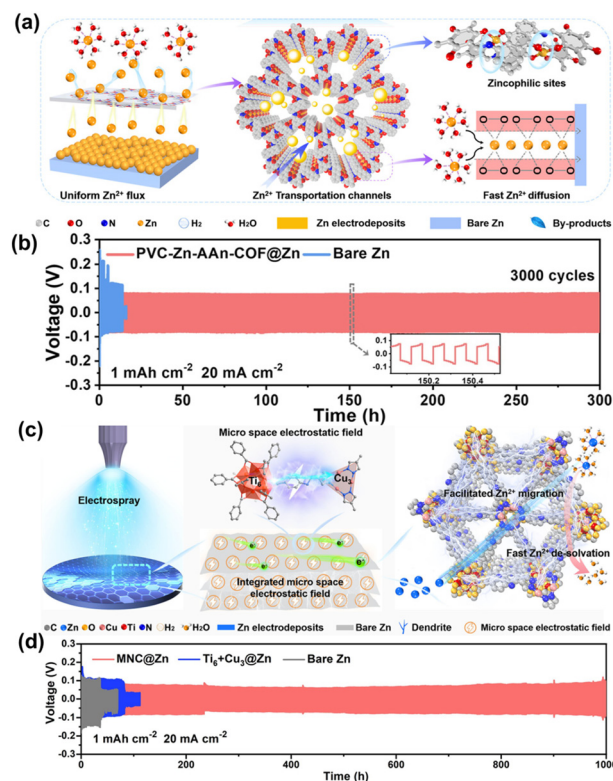 (a)
Zincophilic sites
Uniform Zn²⁺ flux
Zn²⁺ Transportation channels
Fast Zn²⁺ diffusion
C O N Zn H₂ H₂O Zn electrodeposits Bare Zn By-products
(b)
PVC-Zn-AAn-COF@Zn Bare Zn
3000 cycles
Voltage (V)
0.3
0.2
0.1
0.0
-0.1
-0.2
-0.3
0.1
0.0
-0.1
150.2 150.4
1 mAh cm⁻² 20 mA cm⁻²
0 50 100 150 200 250 300
Time (h)
(c)
Electrospray
Micro space electrostatic field
Ti₆
Cu₃
e⁻
e⁻
e⁻
e⁻
Integrated micro space
electrostatic field
Facilitated Zn²⁺ migration
Fast Zn²⁺ de-solvation
C Zn O Cu Ti N H₂ H₂O Zn electrodeposits Bare Zn Dendrite Micro space electrostatic field
(d)
MNC@Zn Ti₆+Cu₃@Zn Bare Zn
Voltage (V)
0.3
0.2
0.1
0.0
-0.1
-0.2
-0.3
1 mAh cm⁻² 20 mA cm⁻²
0 200 400 600 800 1000
Time (h)